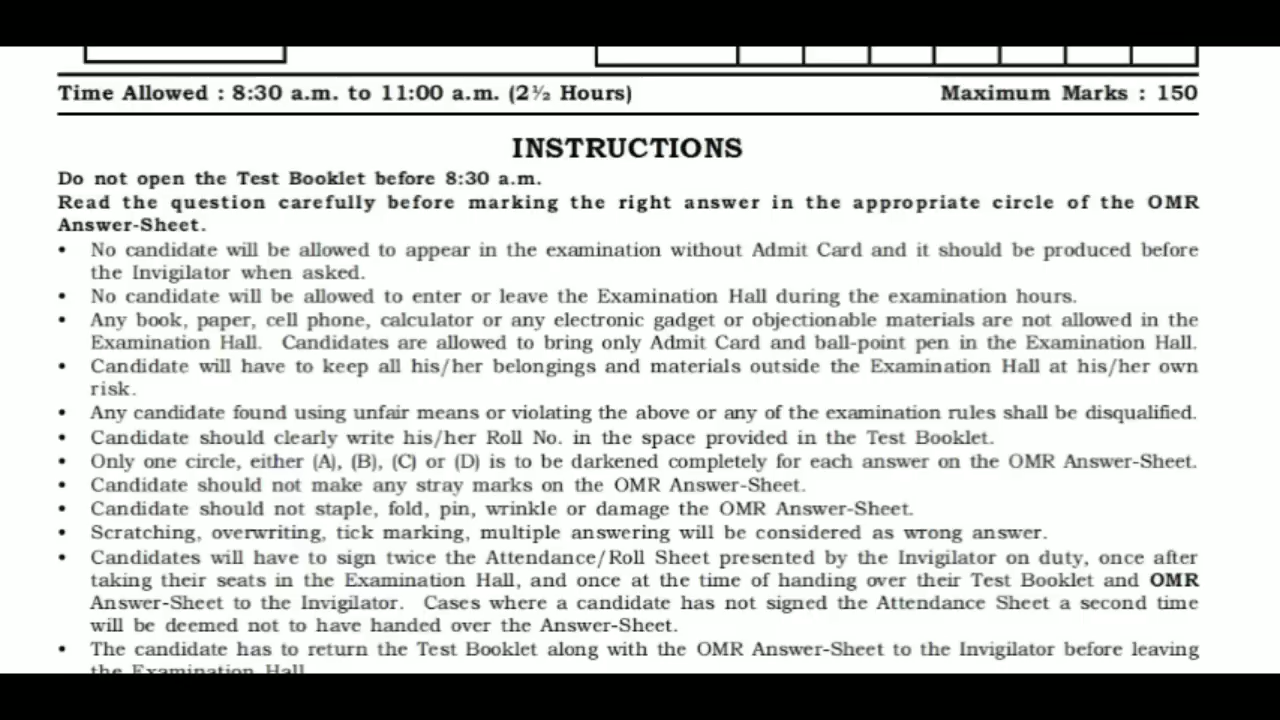 Time Allowed : 8:30 a.m. to 11:00 a.m. (2½ Hours)
Maximum Marks : 150
INSTRUCTIONS
Do not open the Test Booklet before 8:30 a.m.
Read the question carefully before marking the right answer in the appropriate circle of the OMR
Answer-Sheet.
• No candidate will be allowed to appear in the examination without Admit Card and it should be produced before
the Invigilator when asked.
• No candidate will be allowed to enter or leave the Examination Hall during the examination hours.
• Any book, paper, cell phone, calculator or any electronic gadget or objectionable materials are not allowed in the
Examination Hall. Candidates are allowed to bring only Admit Card and ball-point pen in the Examination Hall.
• Candidate will have to keep all his/her belongings and materials outside the Examination Hall at his/her own
risk.
• Any candidate found using unfair means or violating the above or any of the examination rules shall be disqualified.
• Candidate should clearly write his/her Roll No. in the space provided in the Test Booklet.
• Only one circle, either (A), (B), (C) or (D) is to be darkened completely for each answer on the OMR Answer-Sheet.
• Candidate should not make any stray marks on the OMR Answer-Sheet.
• Candidate should not staple, fold, pin, wrinkle or damage the OMR Answer-Sheet.
• Scratching, overwriting, tick marking, multiple answering will be considered as wrong answer.
• Candidates will have to sign twice the Attendance/Roll Sheet presented by the Invigilator on duty, once after
taking their seats in the Examination Hall, and once at the time of handing over their Test Booklet and OMR
Answer-Sheet to the Invigilator. Cases where a candidate has not signed the Attendance Sheet a second time
will be deemed not to have handed over the Answer-Sheet.
• The candidate has to return the Test Booklet along with the OMR Answer-Sheet to the Invigilator before leaving
the Examination Hall